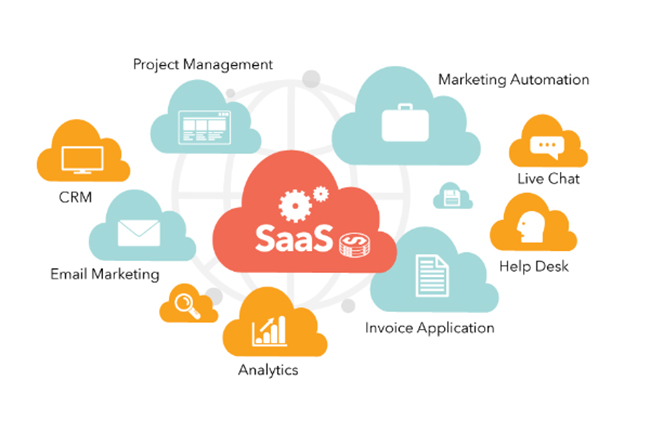 Project Management
Marketing Automation
CRM
Live Chat
SaaS
Email Marketing
Help Desk
Invoice Application
Analytics